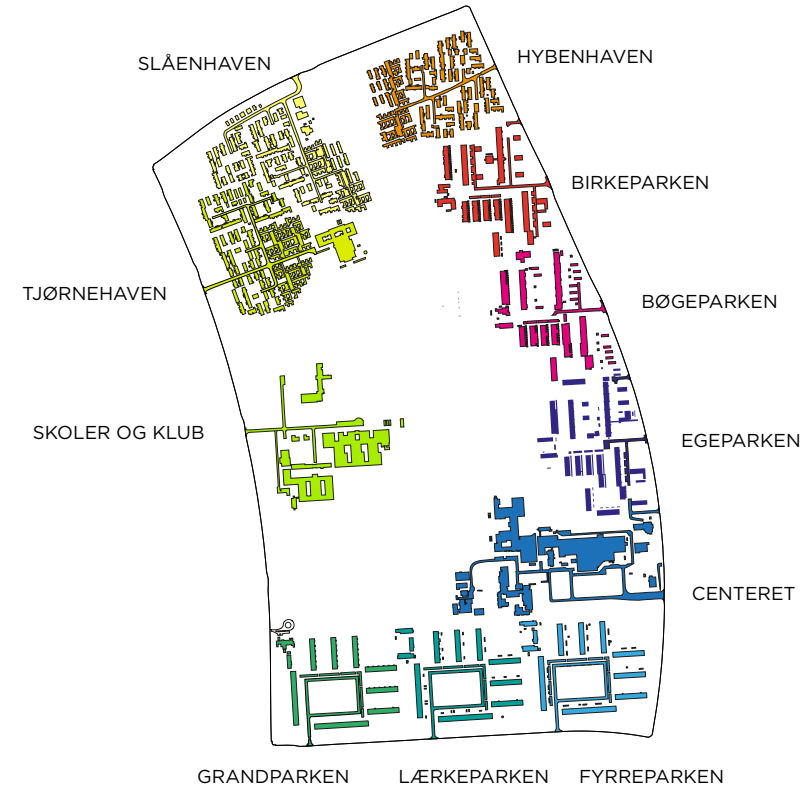 HYBENHAVEN
SLÅENHAVEN
BIRKEPARKEN
TJØRNEHAVEN
BØGEPARKEN
SKOLER OG KLUB
EGEPARKEN
CENTERET
GRANDPARKEN
LÆRKEPARKEN
FYRREPARKEN